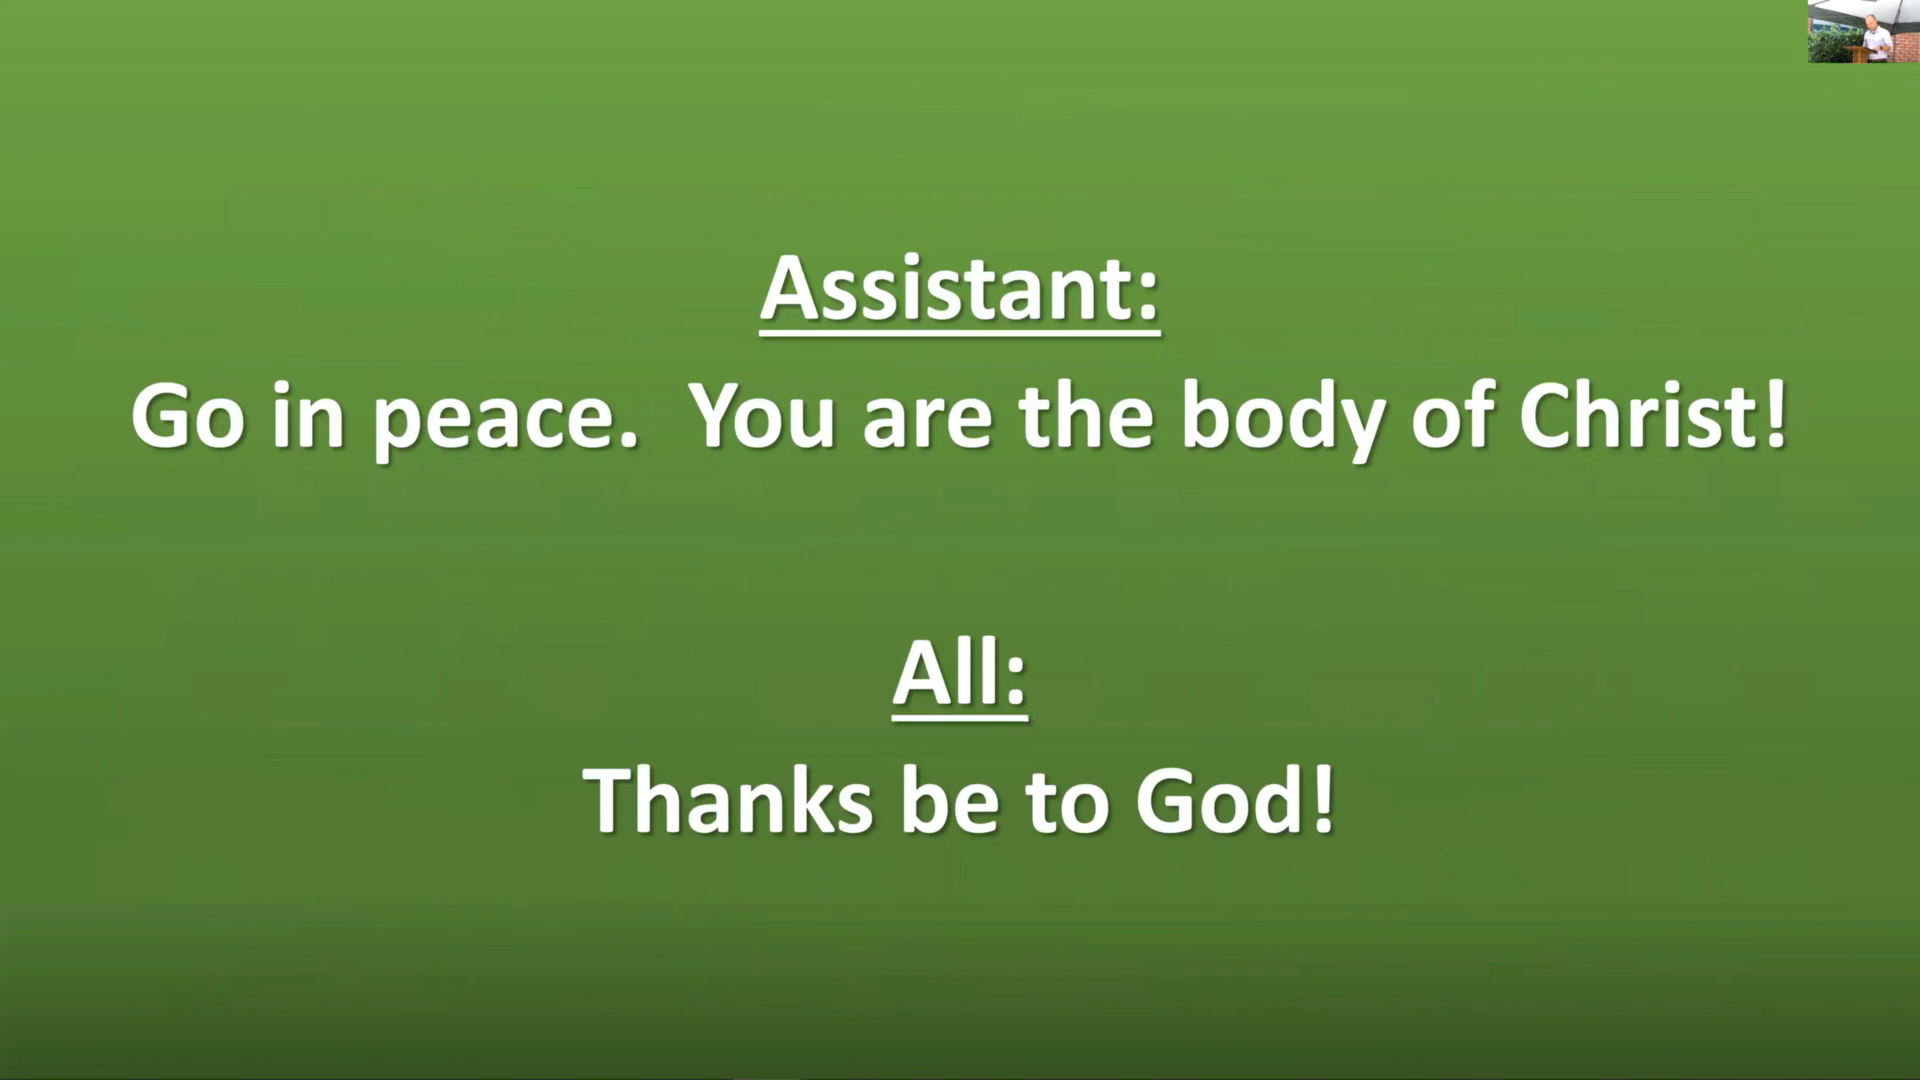 Assistant:
Go in peace.  You are the body of Christ!
All:
Thanks be to God!